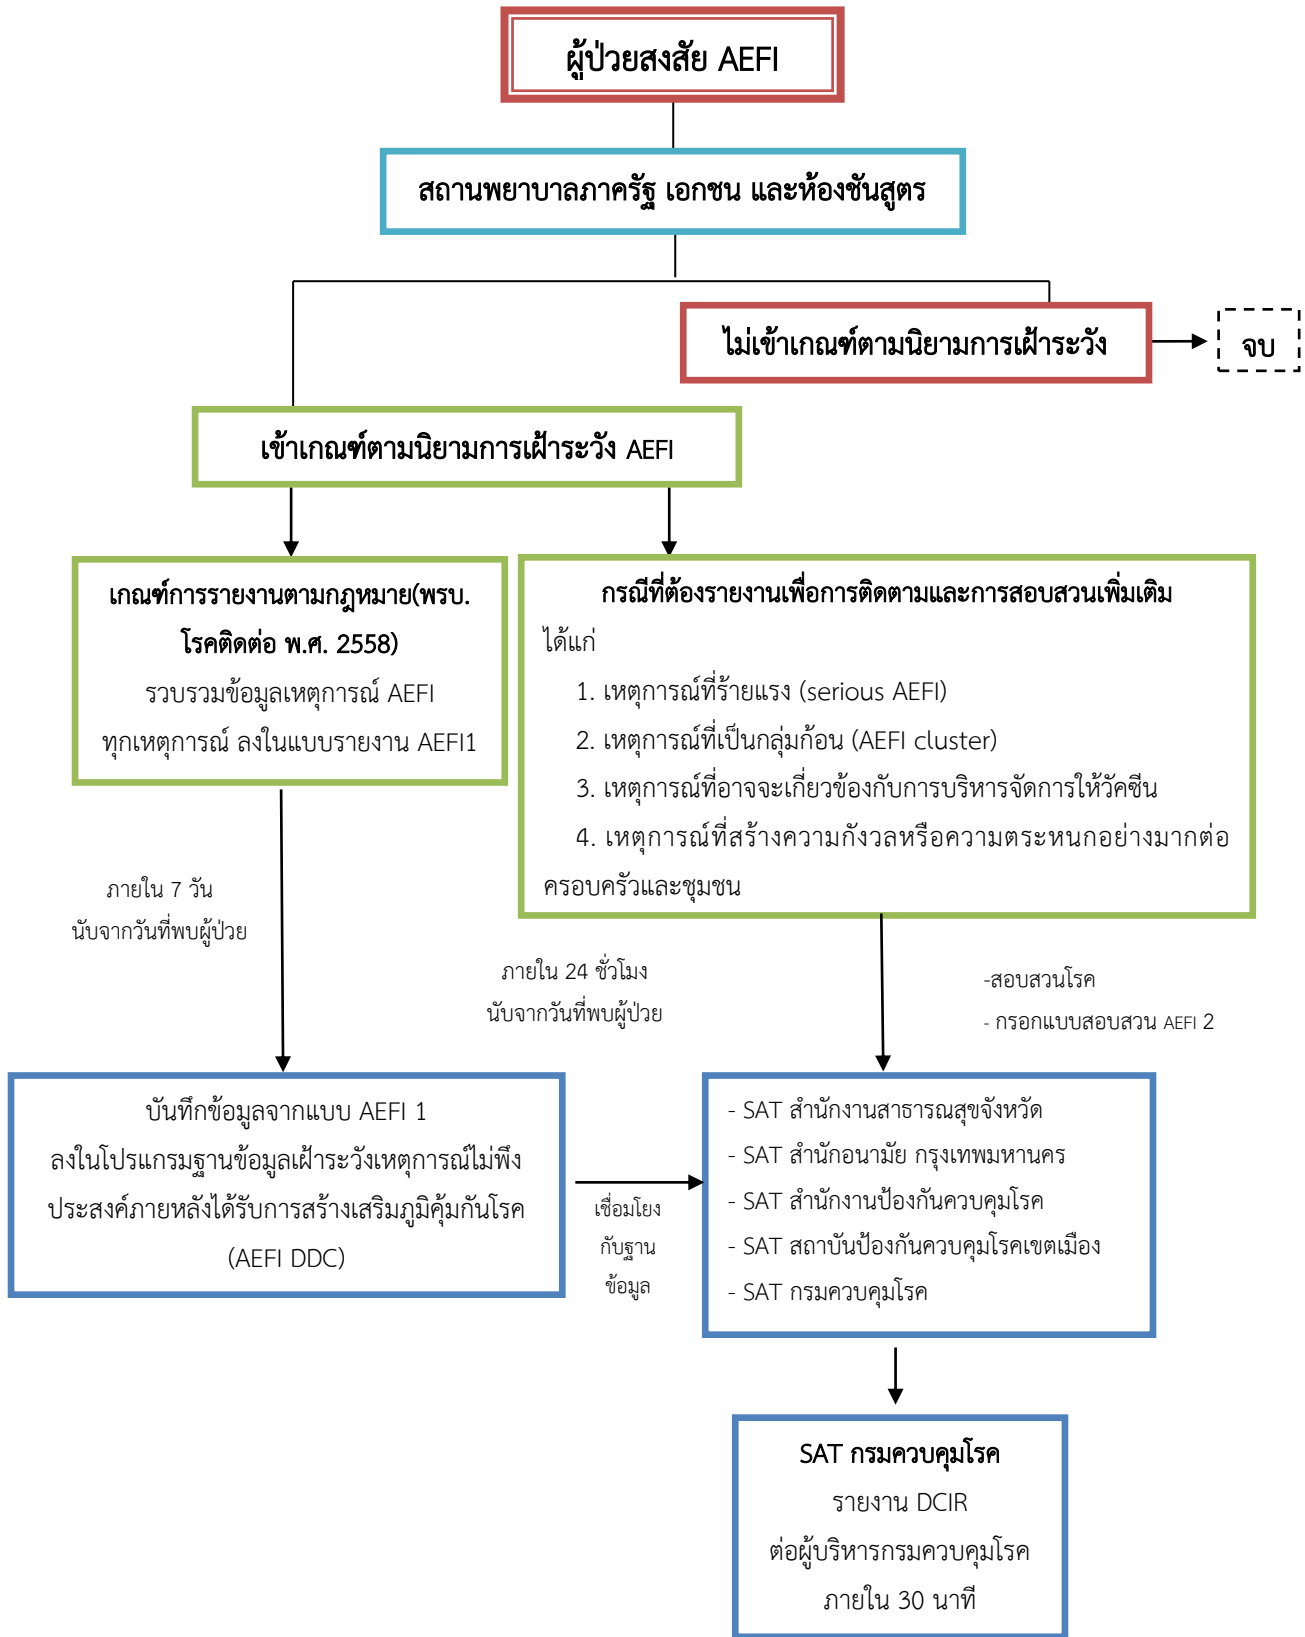 ผู้ป่วยสงสัย AEFI
สถานพยาบาลภาครัฐ เอกชน และห้องชันสูตร
ไม่เข้าเกณฑ์ตามนิยามการเฝ้าระวัง
จบ
เข้าเกณฑ์ตามนิยามการเฝ้าระวัง AEFI
เกณฑ์การรายงานตามกฎหมาย(พรบ.
โรคติดต่อ พ.ศ. 2558)
รวบรวมข้อมูลเหตุการณ์ AEFI
ทุกเหตุการณ์ ลงในแบบรายงาน AEFI1
กรณีที่ต้องรายงานเพื่อการติดตามและการสอบสวนเพิ่มเติม
ได้แก่
1. เหตุการณ์ที่ร้ายแรง (serious AEFI)
2. เหตุการณ์ที่เป็นกลุ่มก้อน (AEFI cluster)
3. เหตุการณ์ที่อาจจะเกี่ยวข้องกับการบริหารจัดการให้วัคซีน
4. เหตุการณ์ที่สร้างความกังวลหรือความตระหนกอย่างมากต่อ
ครอบครัวและชุมชน
ภายใน 7 วัน
นับจากวันที่พบผู้ป่วย
ภายใน 24 ชั่วโมง
นับจากวันที่พบผู้ป่วย
-สอบสวนโรค
- กรอกแบบสอบสวน AEFI 2
บันทึกข้อมูลจากแบบ AEFI 1
ลงในโปรแกรมฐานข้อมูลเฝ้าระวังเหตุการณ์ไม่พึง
ประสงค์ภายหลังได้รับการสร้างเสริมภูมิคุ้มกันโรค
(AEFI DDC)
เชื่อมโยง
กับฐาน
ข้อมูล
- SAT สำนักงานสาธารณสุขจังหวัด
- SAT สำนักอนามัย กรุงเทพมหานคร
- SAT สำนักงานป้องกันควบคุมโรค
- SAT สถาบันป้องกันควบคุมโรคเขตเมือง
- SAT กรมควบคุมโรค
SAT กรมควบคุมโรค
รายงาน DCIR
ต่อผู้บริหารกรมควบคุมโรค
ภายใน 30 นาที